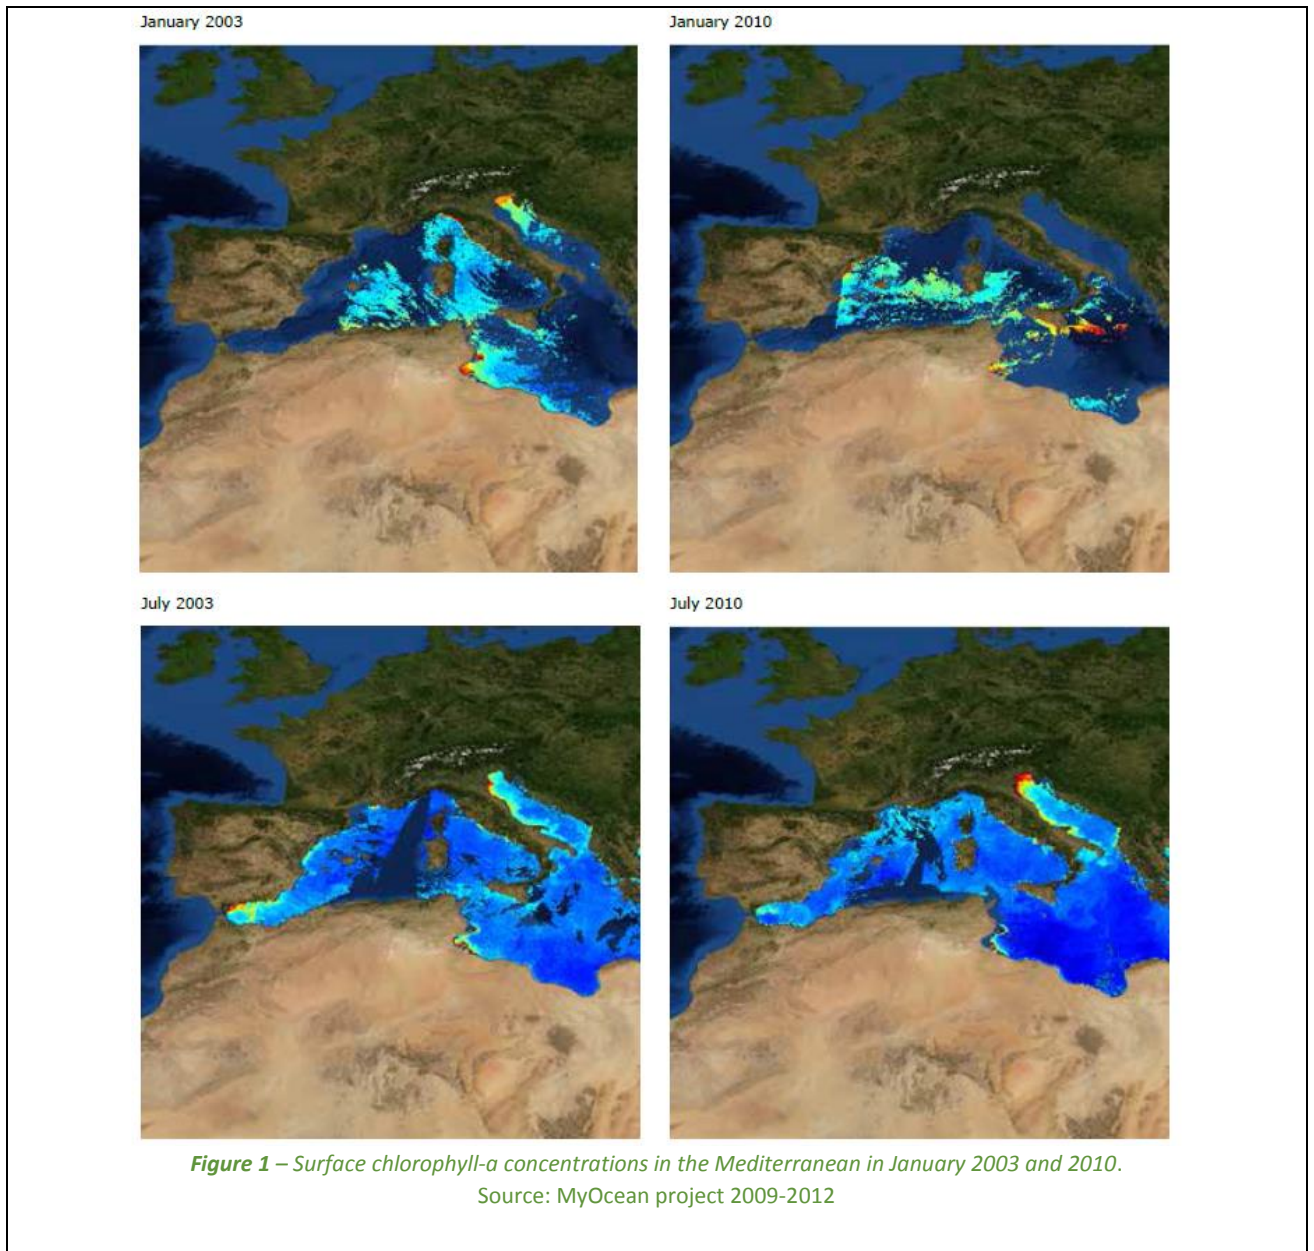 January 2003
January 2010
July 2003
July 2010
Figure 1 – Surface chlorophyll-a concentrations in the Mediterranean in January 2003 and 2010.
Source: MyOcean project 2009-2012